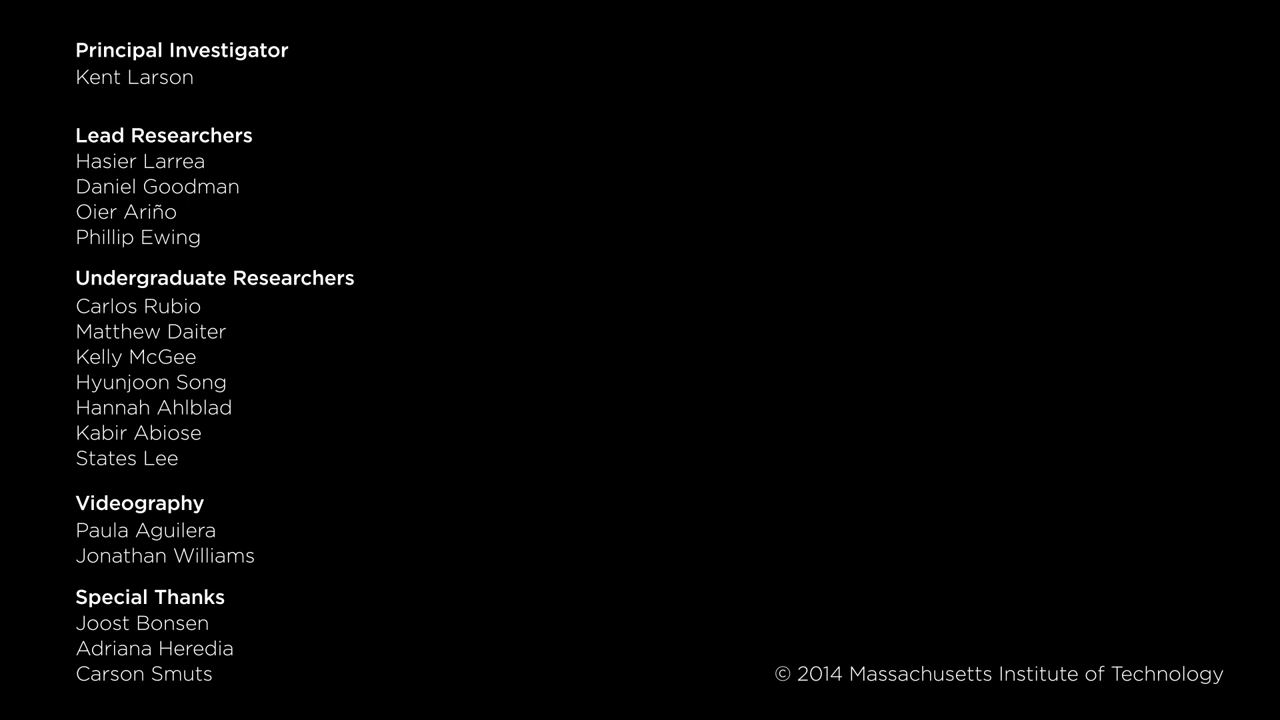 Principal Investigator
Kent Larson
Lead Researchers
Hasier Larrea
Daniel Goodman
Oier Ariño
Phillip Ewing
Undergraduate Researchers
Carlos Rubio
Matthew Daiter
Kelly McGee
Hyunjoon Song
Hannah Ahlblad
Kabir Abiose
States Lee
Videography
Paula Aguilera
Jonathan Williams
Special Thanks
Joost Bonsen
Adriana Heredia
Carson Smuts
© 2014 Massachusetts Institute of Technology